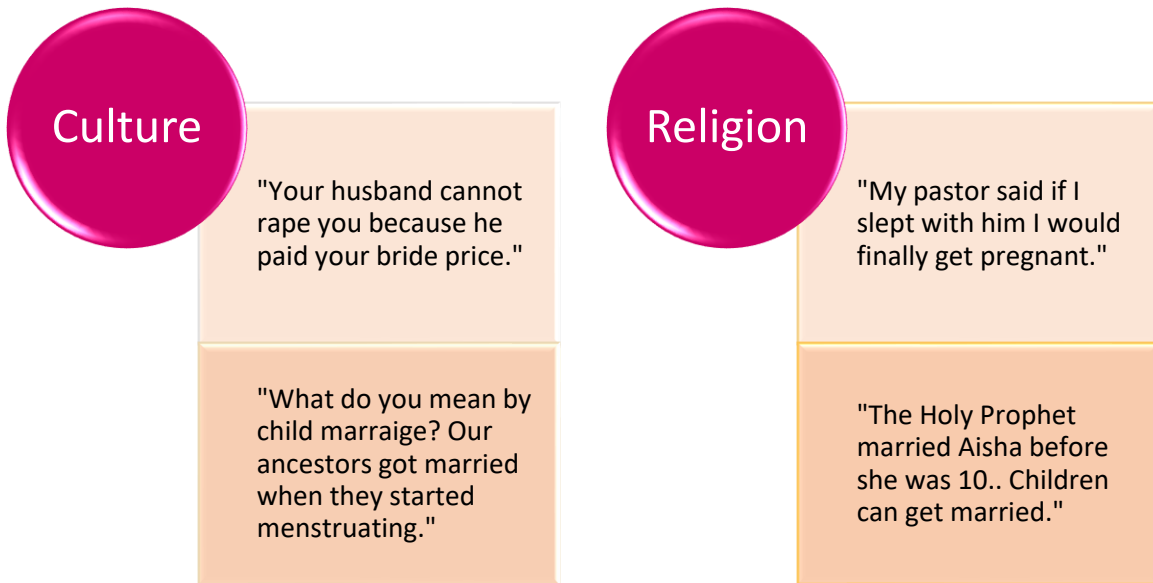 Culture
"Your husband cannot
rape you because he
paid your bride price."
"What do you mean by
child marraige? Our
ancestors got married
when they started
menstruating."
Religion
"My pastor said if I
slept with him I would
finally get pregnant."
"The Holy Prophet
married Aisha before
she was 10.. Children
can get married."